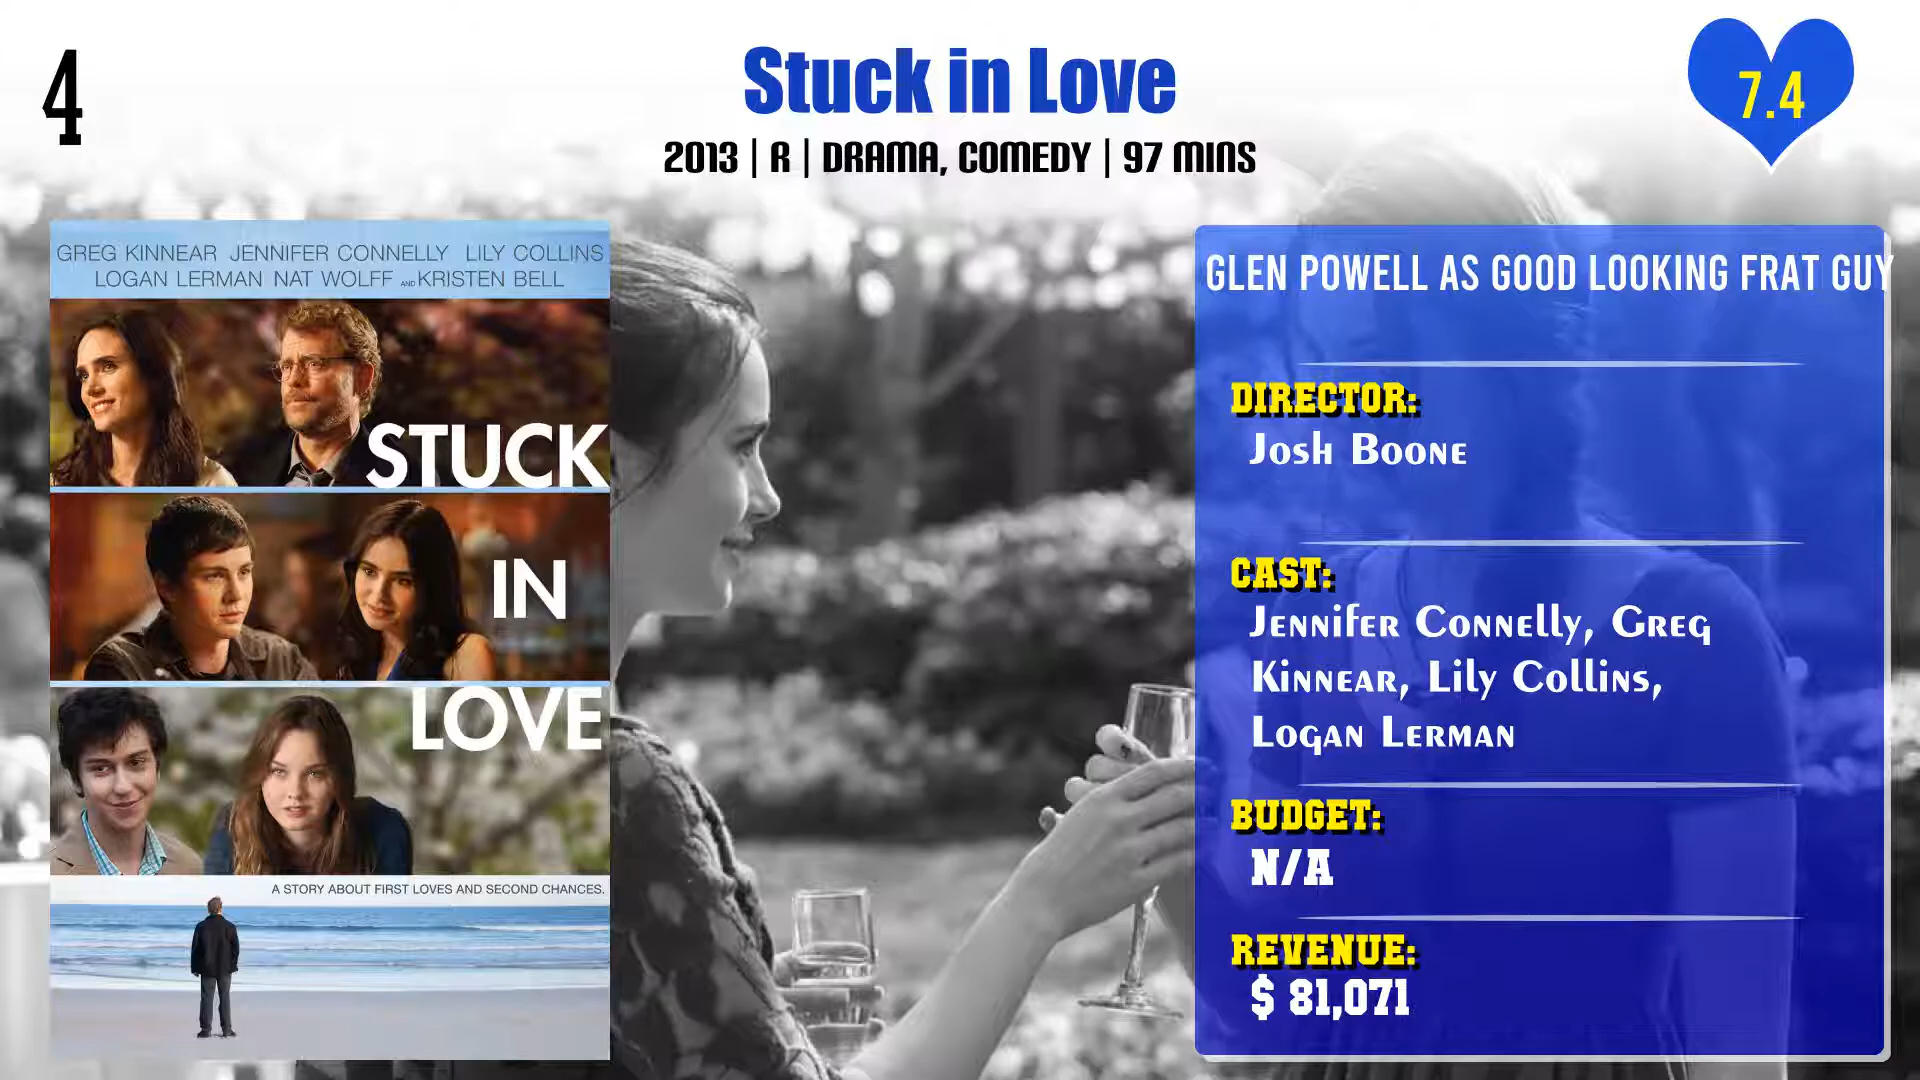 4
Stuck in Love
7.4
2013 | R | DRAMA, COMEDY | 97 MINS
GREG KINNEAR JENNIFER CONNELLY LILY COLLINS
LOGAN LERMAN NAT WOLFF AND KRISTEN BELL
STUCK
IN
LOVE
A STORY ABOUT FIRST LOVES AND SECOND CHANCES.
GLEN POWELL AS GOOD LOOKING FRAT GUY
DIRECTOR:
Josh Boone
CAST:
Jennifer Connelly, Greg
Kinnear, Lily Collins,
Logan Lerman
BUDGET:
N/A
REVENUE:
$ 81,071